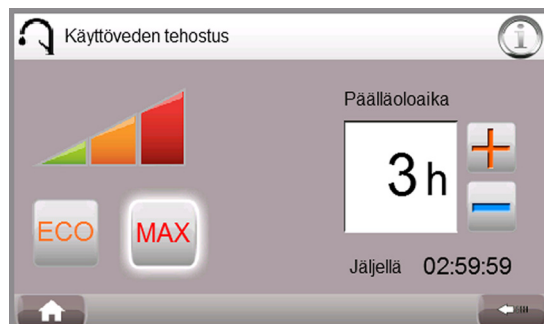 Käyttöveden tehostus
i
Päälläoloaika
3 h
ECO
MAX
Jäljellä 02:59:59